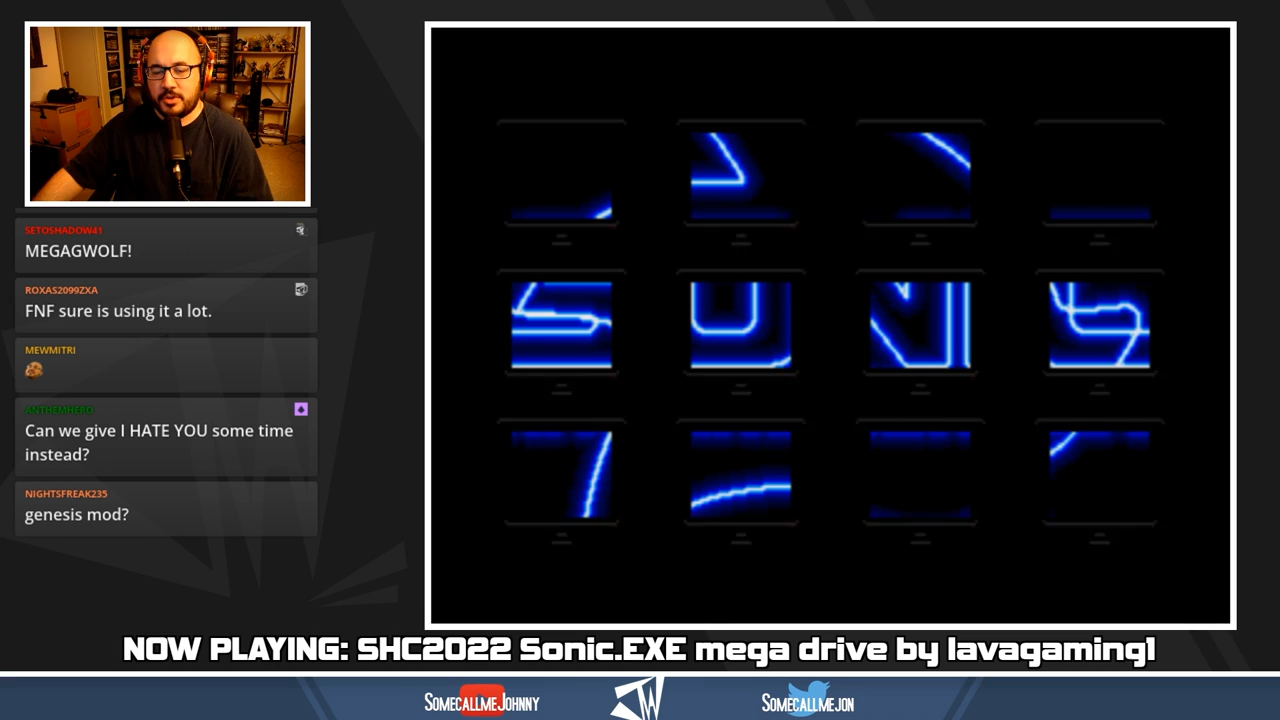 SETOSHADOW41
MEGAGWOLF!
ROXAS2099ZXA
FNF sure is using it a lot.
MEWMITRI
ANTHEMHERO
Can we give I HATE YOU some time
instead?
NIGHTSFREAK235
genesis mod?
NOW PLAYING: SHC2022 Sonic.EXE mega drive by lavagaming1
SOMECALLMEJOHNNY
SOMECALLMEJON